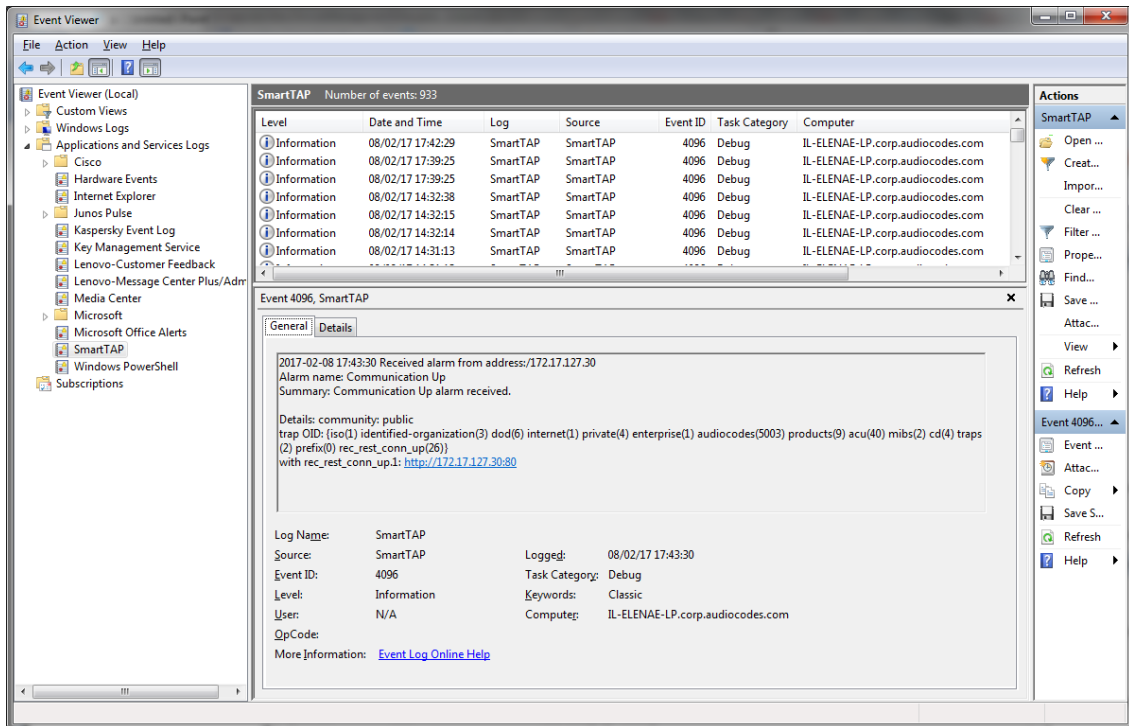 Event Viewer
File Action View Help
Event Viewer (Local)
Custom Views
Windows Logs
Applications and Services Logs
Cisco
Hardware Events
Internet Explorer
Junos Pulse
Kaspersky Event Log
Key Management Service
Lenovo-Customer Feedback
Lenovo-Message Center Plus/Adm
Media Center
Microsoft
Microsoft Office Alerts
SmartTAP
Windows PowerShell
Subscriptions
SmartTAP Number of events: 933
Level Date and Time Log Source Event ID Task Category Computer
Information 08/02/17 17:42:29 SmartTAP SmartTAP 4096 Debug IL-ELENAE-LP.corp.audiocodes.com
Information 08/02/17 17:39:25 SmartTAP SmartTAP 4096 Debug IL-ELENAE-LP.corp.audiocodes.com
Information 08/02/17 17:39:25 SmartTAP SmartTAP 4096 Debug IL-ELENAE-LP.corp.audiocodes.com
Information 08/02/17 14:32:38 SmartTAP SmartTAP 4096 Debug IL-ELENAE-LP.corp.audiocodes.com
Information 08/02/17 14:32:15 SmartTAP SmartTAP 4096 Debug IL-ELENAE-LP.corp.audiocodes.com
Information 08/02/17 14:32:14 SmartTAP SmartTAP 4096 Debug IL-ELENAE-LP.corp.audiocodes.com
Information 08/02/17 14:31:13 SmartTAP SmartTAP 4096 Debug IL-ELENAE-LP.corp.audiocodes.com
Event 4096, SmartTAP
General Details
2017-02-08 17:43:30 Received alarm from address:/172.17.127.30
Alarm name: Communication Up
Summary: Communication Up alarm received.
Details: community: public
trap OID: {iso(1) identified-organization(3) dod(6) internet(1) private(4) enterprise(1) audiocodes(5003) products(9) acu(40) mibs(2) cd(4) traps
(2) prefix(0) rec_rest_conn_up(26)}
with rec_rest_conn_up.1: http://172.17.127.30:80
Log Name: SmartTAP
Source: SmartTAP Logged: 08/02/17 17:43:30
Event ID: 4096 Task Category: Debug
Level: Information Keywords: Classic
User: N/A Computer: IL-ELENAE-LP.corp.audiocodes.com
OpCode:
More Information: Event Log Online Help
Actions
SmartTAP
Open ...
Creat...
Impor...
Clear ...
Filter ...
Prope...
Find...
Save ...
Attac...
View
Refresh
Help
Event 4096...
Event ...
Attac...
Copy
Save S...
Refresh
Help